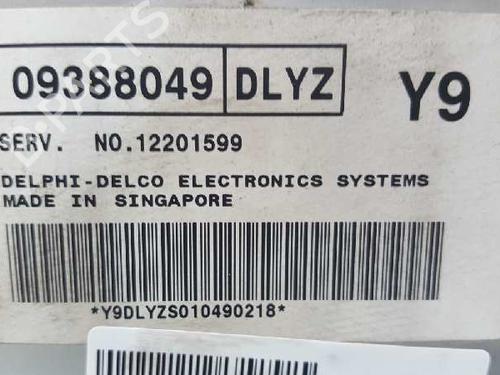 09388049 DLYZ Y9
SERV. NO.12201599
DELPHI-DELCO ELECTRONICS SYSTEMS
MADE IN SINGAPORE
*Y9DLYZS010490218*